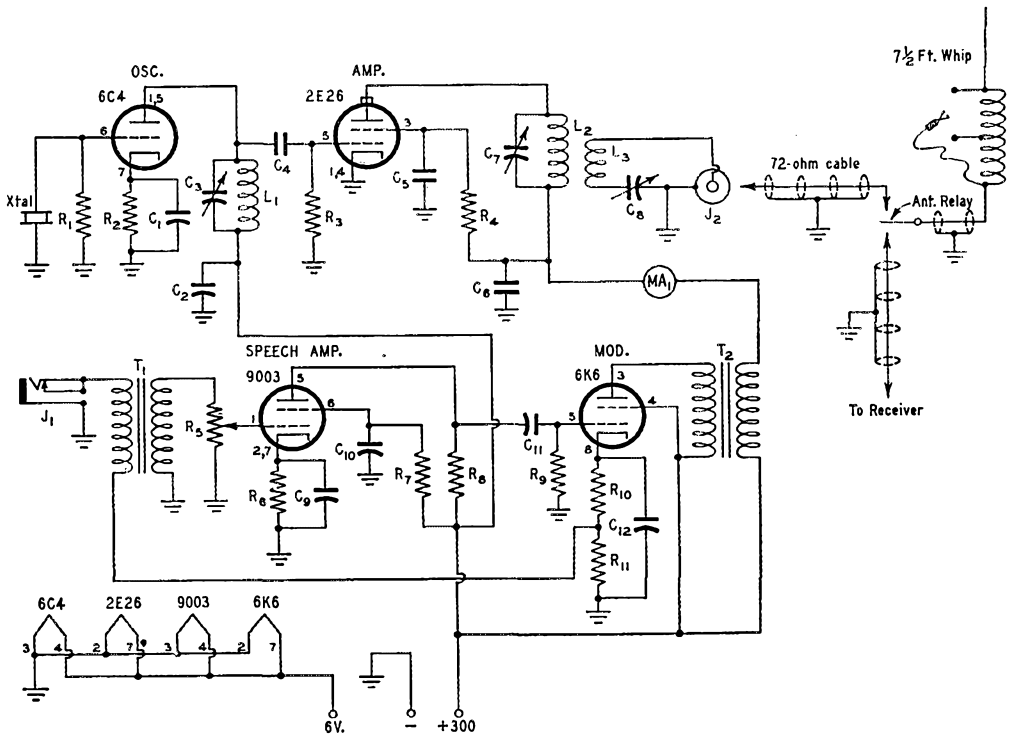 7½ Ft. Whip
OSC.
AMP.
6C4
1,5
2E26
6
5
3
7
1,4
C4
C7
L2
L3
C3
L1
C5
C8
J2
72-ohm cable
Ant. Relay
Xtal
R1
R2
C1
R3
R4
C2
C6
MA1
SPEECH AMP.
MOD.
T1
9003
5
6K6
3
T2
J1
R5
1
6
5
4
2,7
C10
C11
8
To Receiver
R6
C9
R7
R8
R9
R10
C12
R11
6C4
2E26
9003
6K6
3
4
2
7
3
4
2
7
6V.
–
+300